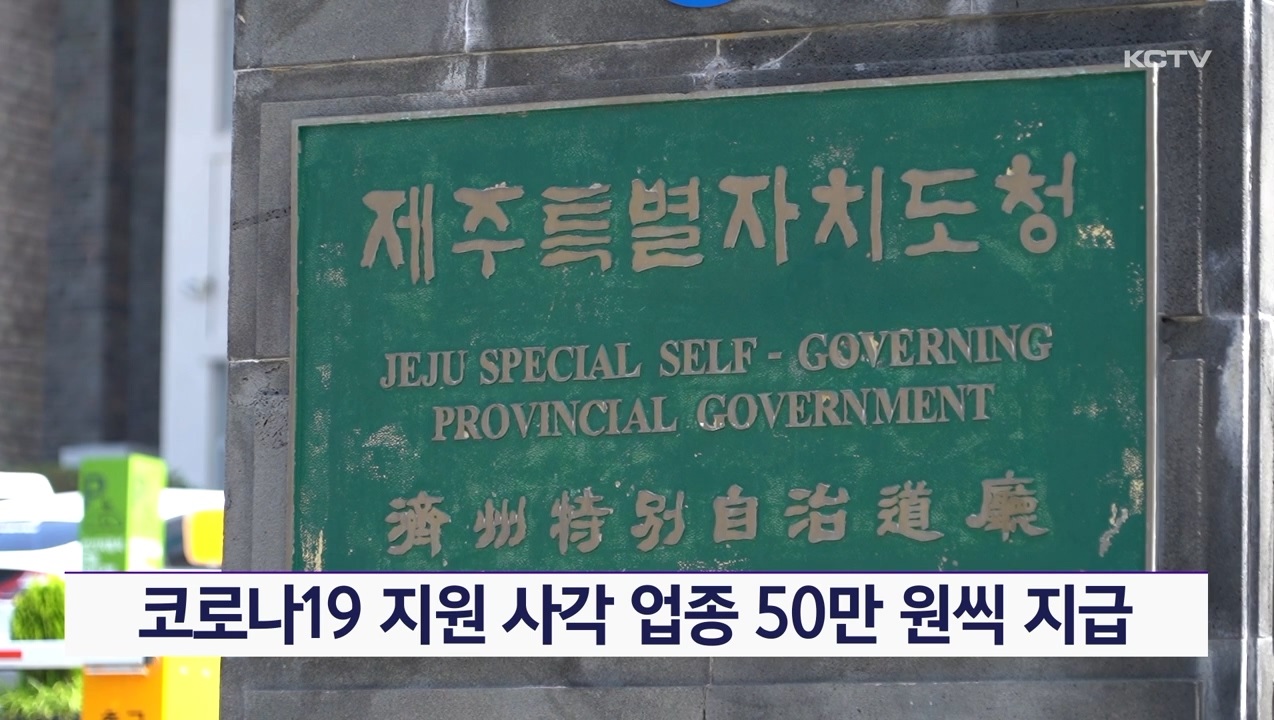 KCTV
제주특별자치도청
JEJU SPECIAL SELF - GOVERNING
PROVINCIAL GOVERNMENT
濟州特別自治道廳
코로나19 지원 사각 업종 50만 원씩 지급